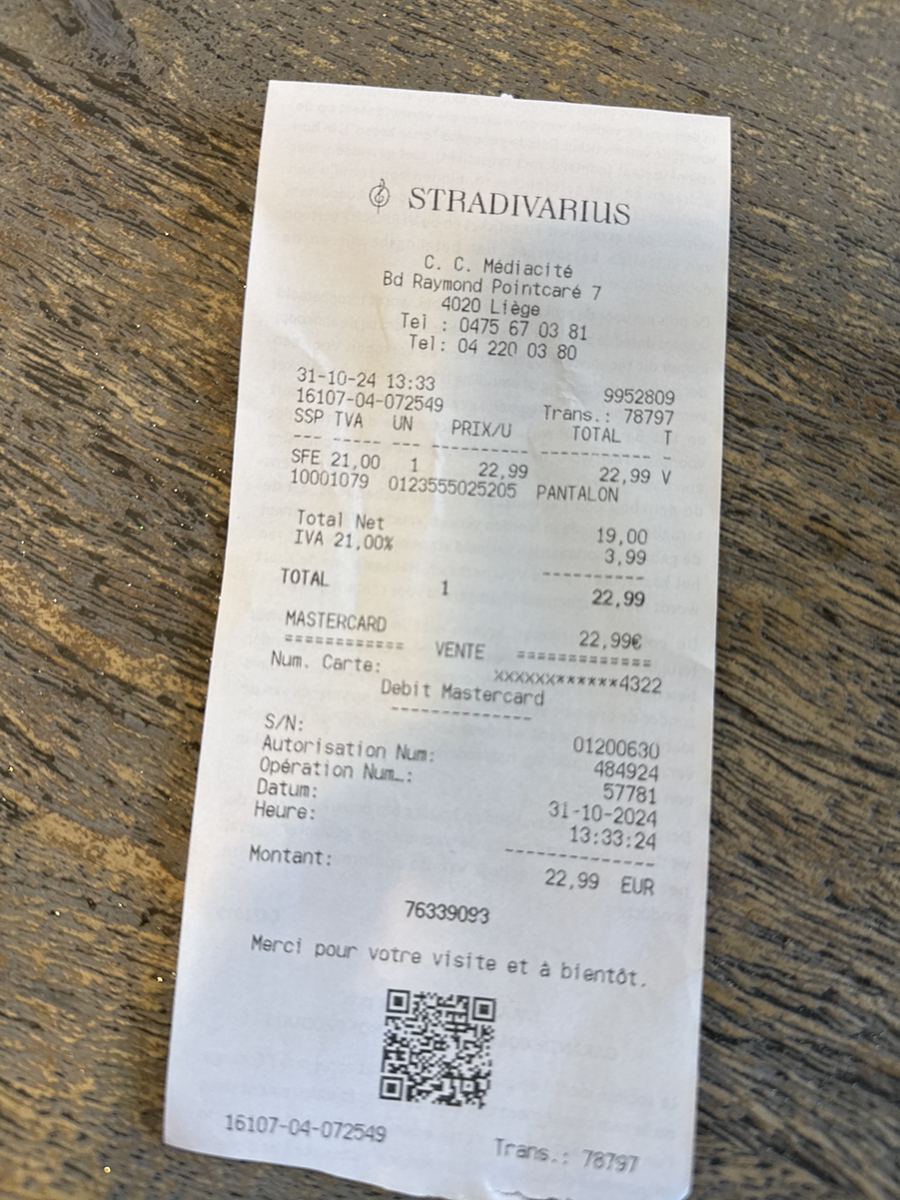 STRADIVARIUS
C. C. Médiacité
Bd Raymond Pointcaré 7
4020 Liège
Tel : 0475 67 03 81
Tel: 04 220 03 80
31-10-24 13:33 9952809
16107-04-072549 Trans.: 78797
SSP TVA UN PRIX/U TOTAL T
--- ---- ----- --- ---------- ----------- -
SFE 21,00 1 22,99 22,99 V
10001079 0123555025205 PANTALON
Total Net 19,00
IVA 21,00% 3,99
----------
TOTAL 1 22,99
MASTERCARD 22,99€
============ VENTE =============
Num. Carte: XXXXXX******4322
Debit Mastercard
--------------
S/N: 01200630
Autorisation Num: 484924
Opération Num..: 57781
Datum: 31-10-2024
Heure: 13:33:24
---------------
Montant: 22,99 EUR
76339093
Merci pour votre visite et à bientôt.
16107-04-072549 Trans.: 78797